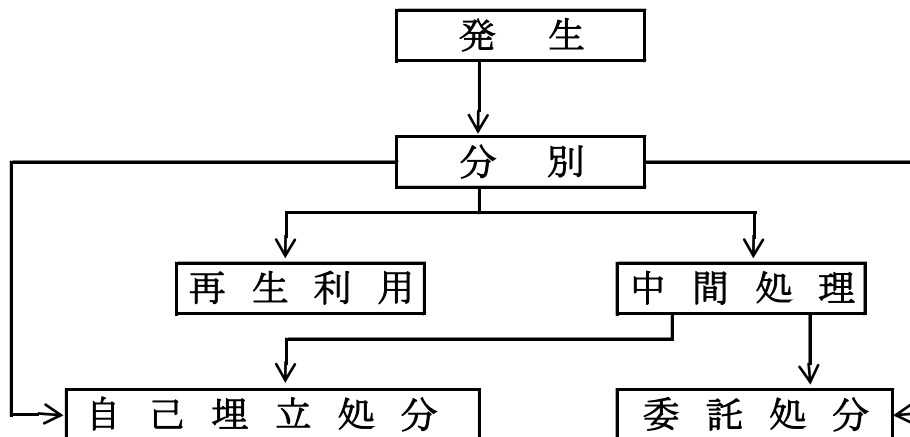 発生
分別
再生利用
中間処理
自己埋立処分
委託処分